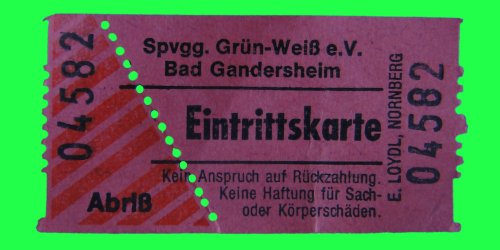 04582
Spvgg. Grün-Weiß e.V.
Bad Gandersheim
Eintrittskarte
Kein Anspruch auf Rückzahlung.
Keine Haftung für Sach-
oder Körperschäden.
Abriß
E. LOYDL, NORNBERG
04582